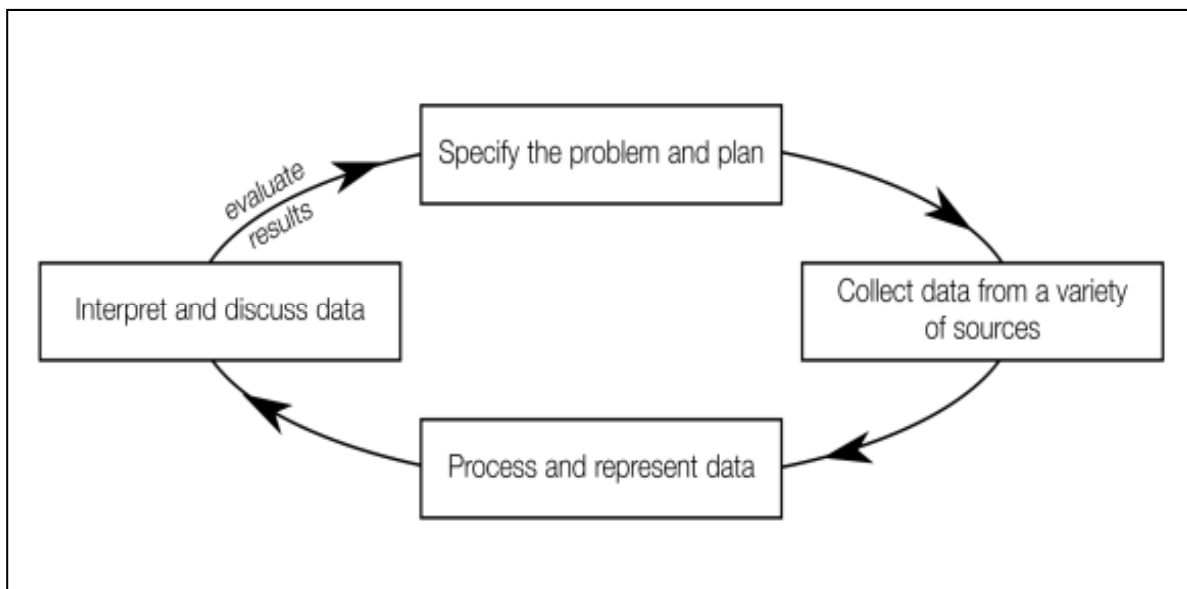 Specify the problem and plan
evaluate
results
Collect data from a variety
of sources
Interpret and discuss data
Process and represent data